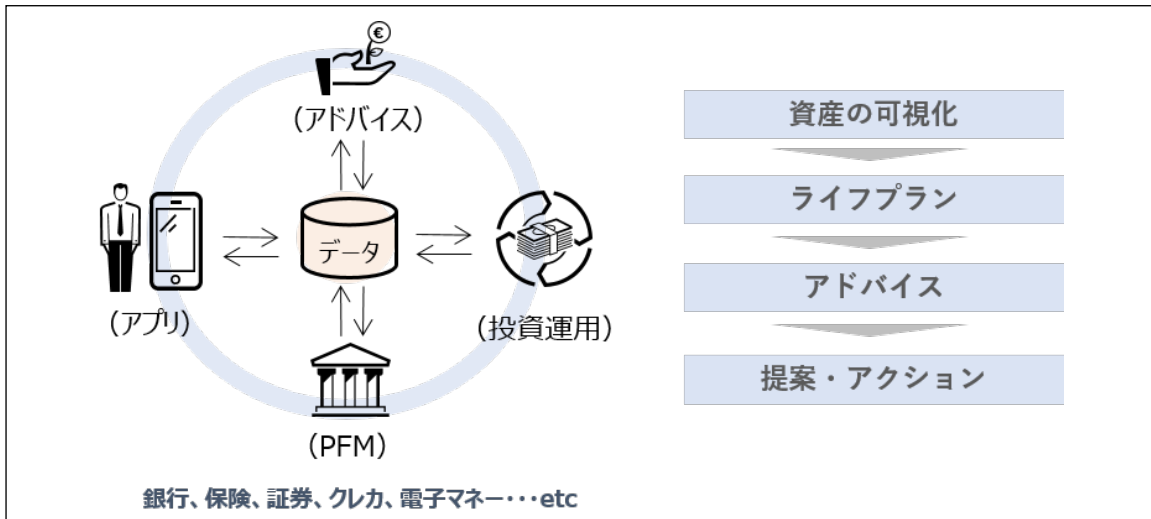 €
(アドバイス)
データ
(アプリ)
(投資運用)
(PFM)
銀行、保険、証券、クレカ、電子マネー・・・etc
資産の可視化
ライフプラン
アドバイス
提案・アクション